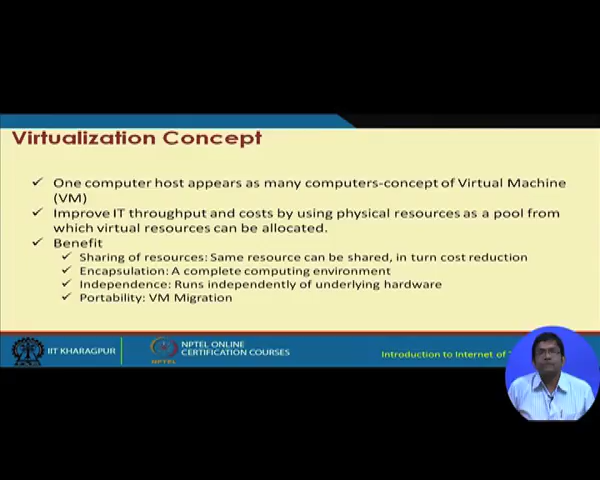 Virtualization Concept
✓ One computer host appears as many computers-concept of Virtual Machine
(VM)
✓ Improve IT throughput and costs by using physical resources as a pool from
which virtual resources can be allocated.
✓ Benefit
✓ Sharing of resources: Same resource can be shared, in turn cost reduction
✓ Encapsulation: A complete computing environment
✓ Independence: Runs independently of underlying hardware
✓ Portability: VM Migration
IIT KHARAGPUR
NPTEL
NPTEL ONLINE
CERTIFICATION COURSES
Introduction to Internet of